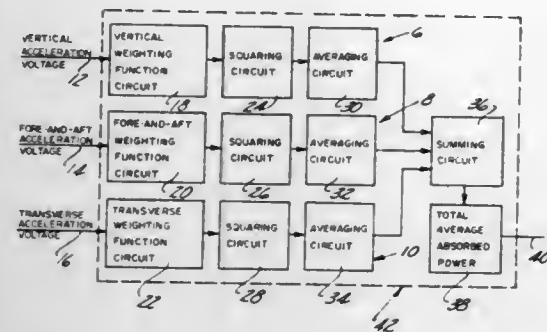 VERTICAL
ACCELERATION
VOLTAGE
12
VERTICAL
WEIGHTING
FUNCTION
CIRCUIT
18
SQUARING
CIRCUIT
24
AVERAGING
CIRCUIT
30
6
FORE-AND-AFT
ACCELERATION
VOLTAGE
14
FORE-AND-AFT
WEIGHTING
FUNCTION
CIRCUIT
20
SQUARING
CIRCUIT
26
AVERAGING
CIRCUIT
32
8
36
SUMMING
CIRCUIT
TRANSVERSE
ACCELERATION
VOLTAGE
16
TRANSVERSE
WEIGHTING
FUNCTION
CIRCUIT
22
SQUARING
CIRCUIT
28
AVERAGING
CIRCUIT
34
10
TOTAL
AVERAGE
ABSORBED
POWER
38
40
42